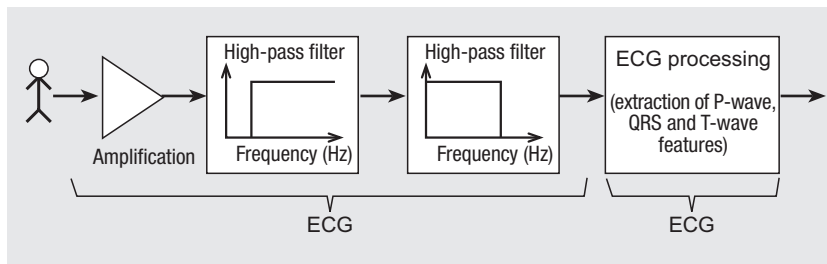 High-pass filter
Frequency (Hz)
Amplification
High-pass filter
Frequency (Hz)
ECG processing
(extraction of P-wave,
QRS and T-wave
features)
ECG
ECG